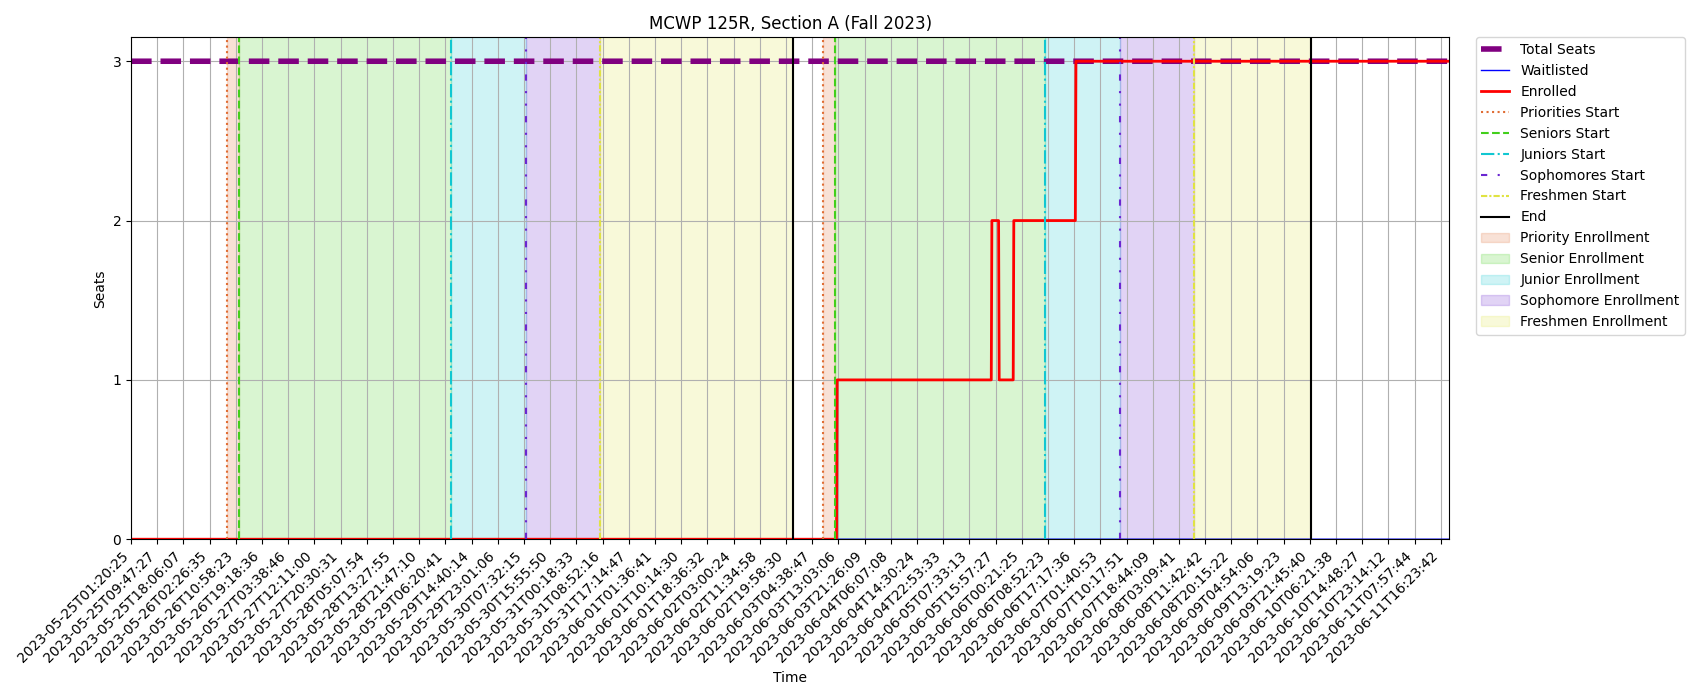 MCWP 125R, Section A (Fall 2023)
Total Seats
Waitlisted
Enrolled
Priorities Start
Seniors Start
Juniors Start
Sophomores Start
Freshmen Start
End
Priority Enrollment
Senior Enrollment
Junior Enrollment
Sophomore Enrollment
Freshmen Enrollment
Seats
3
2
1
0
2023-05-25T01:20:25
2023-05-25T09:47:27
2023-05-25T18:06:07
2023-05-26T02:26:35
2023-05-26T10:58:23
2023-05-26T19:18:36
2023-05-27T03:38:46
2023-05-27T12:11:00
2023-05-27T20:30:31
2023-05-28T05:07:54
2023-05-28T13:27:55
2023-05-28T21:47:10
2023-05-29T06:20:41
2023-05-29T14:40:14
2023-05-29T23:01:06
2023-05-30T07:32:15
2023-05-30T15:55:50
2023-05-31T00:18:33
2023-05-31T08:52:16
2023-05-31T17:14:47
2023-06-01T01:36:41
2023-06-01T10:14:30
2023-06-01T18:36:32
2023-06-02T03:00:24
2023-06-02T11:34:58
2023-06-02T19:58:30
2023-06-03T04:38:47
2023-06-03T13:03:06
2023-06-03T21:26:09
2023-06-04T06:07:08
2023-06-04T14:30:24
2023-06-04T22:53:33
2023-06-05T07:33:13
2023-06-05T15:57:27
2023-06-06T00:21:25
2023-06-06T08:52:23
2023-06-06T17:17:36
2023-06-07T01:40:53
2023-06-07T10:17:51
2023-06-07T18:44:09
2023-06-08T03:09:41
2023-06-08T11:42:42
2023-06-08T20:15:22
2023-06-09T04:54:06
2023-06-09T13:19:23
2023-06-09T21:45:40
2023-06-10T06:21:38
2023-06-10T14:48:27
2023-06-10T23:14:12
2023-06-11T07:57:44
2023-06-11T16:23:42
Time